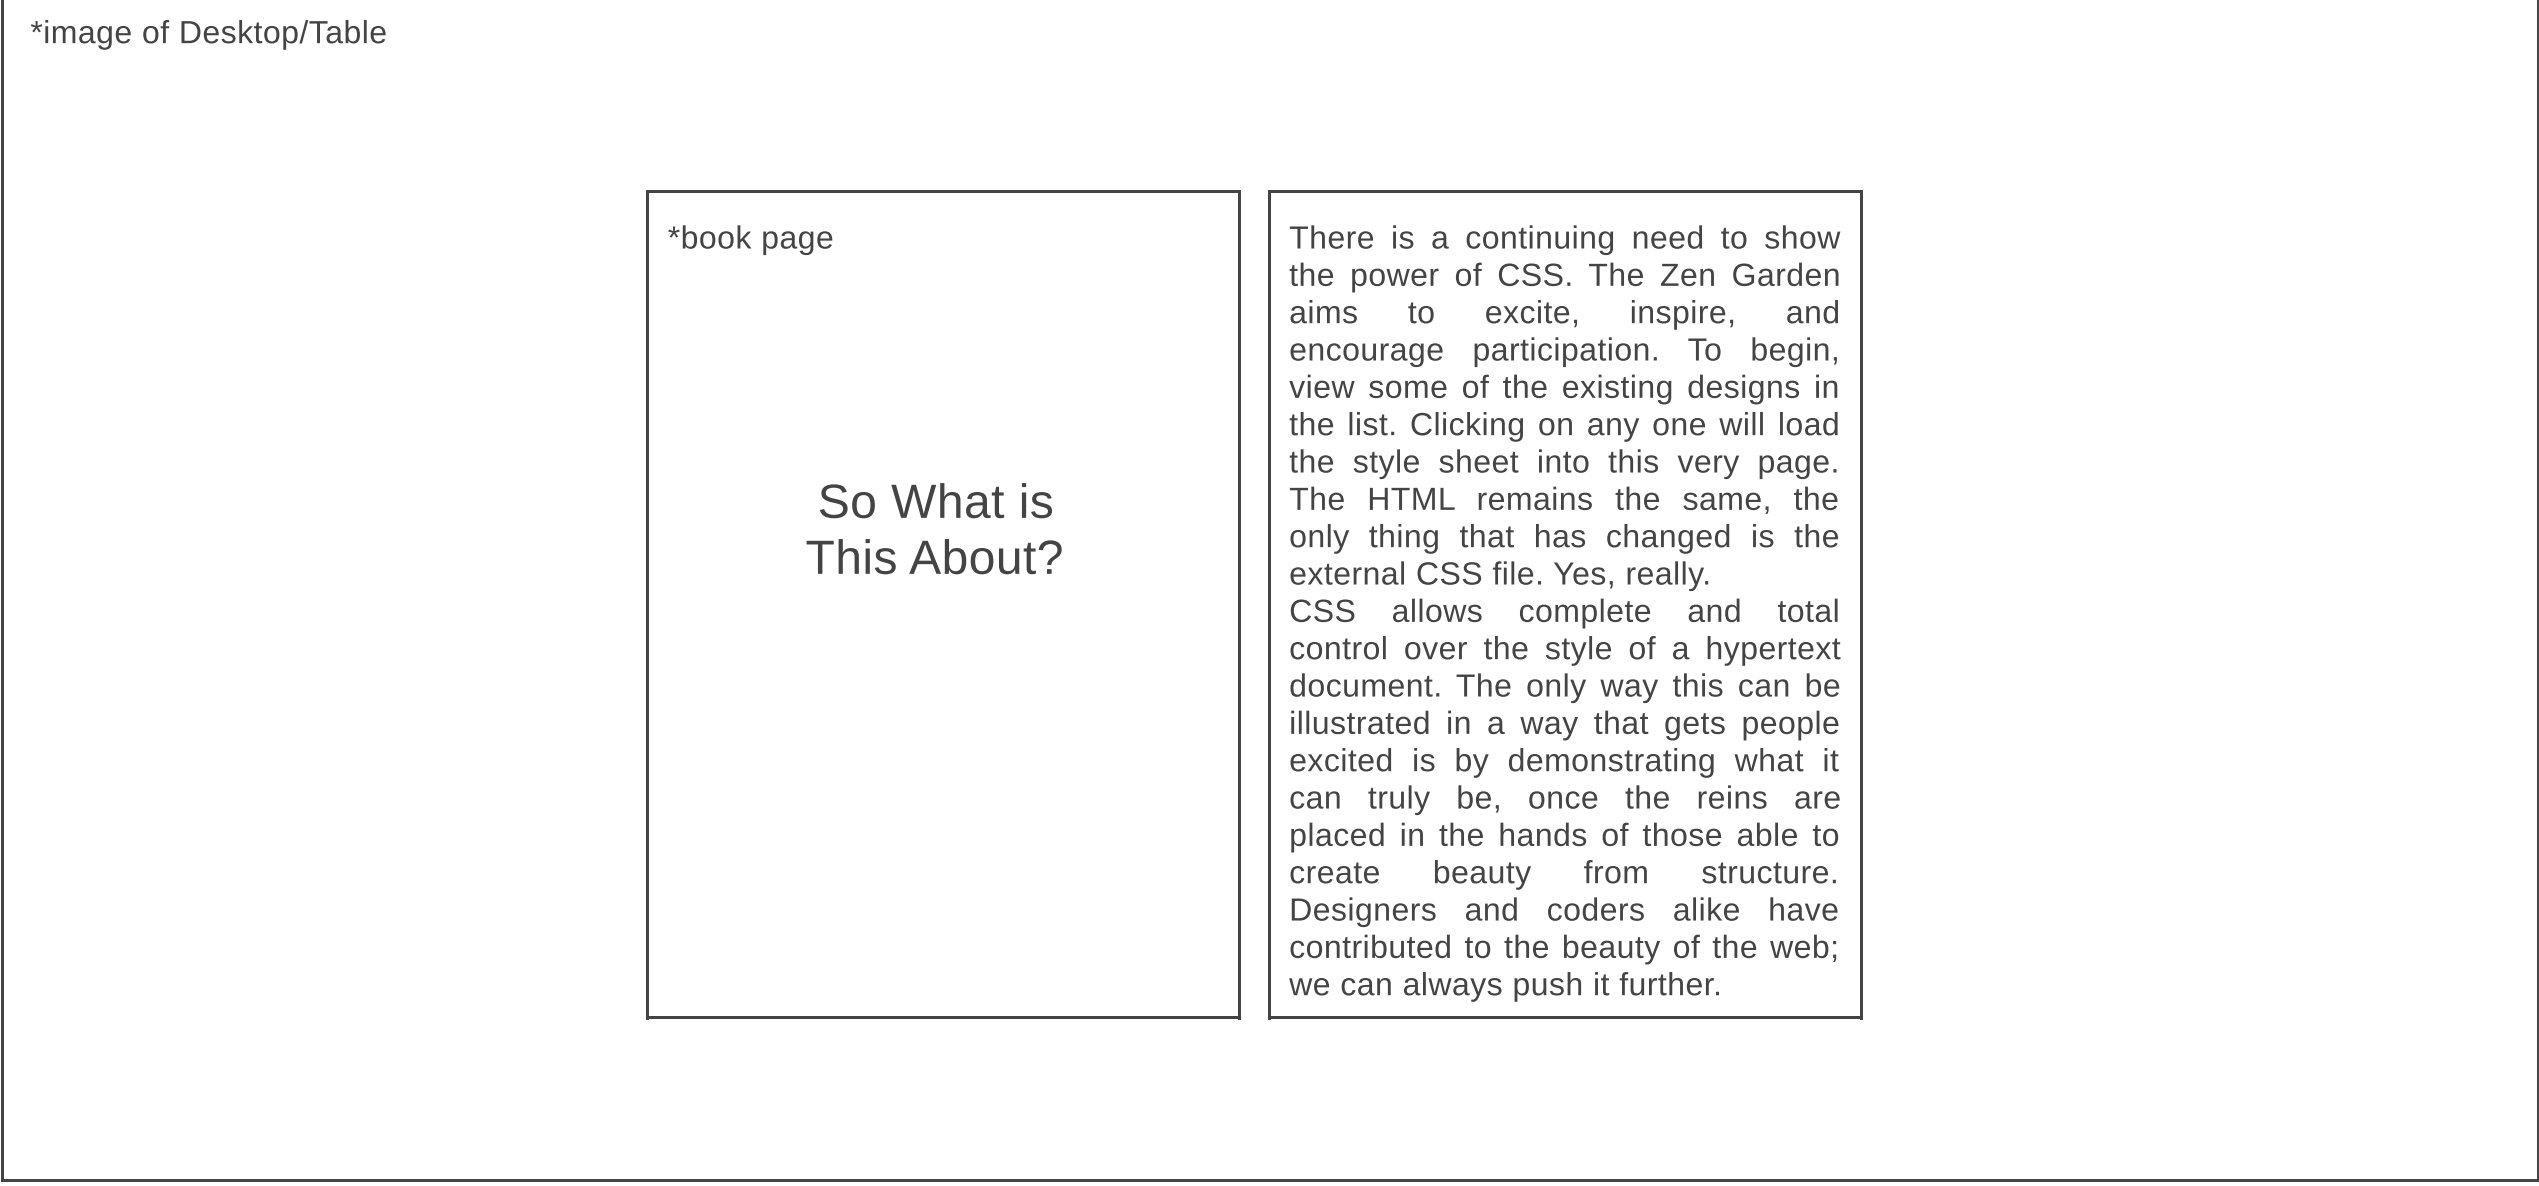 *image of Desktop/Table
*book page
So What is
This About?
There is a continuing need to show
the power of CSS. The Zen Garden
aims to excite, inspire, and
encourage participation. To begin,
view some of the existing designs in
the list. Clicking on any one will load
the style sheet into this very page.
The HTML remains the same, the
only thing that has changed is the
external CSS file. Yes, really.
CSS allows complete and total
control over the style of a hypertext
document. The only way this can be
illustrated in a way that gets people
excited is by demonstrating what it
can truly be, once the reins are
placed in the hands of those able to
create beauty from structure.
Designers and coders alike have
contributed to the beauty of the web;
we can always push it further.